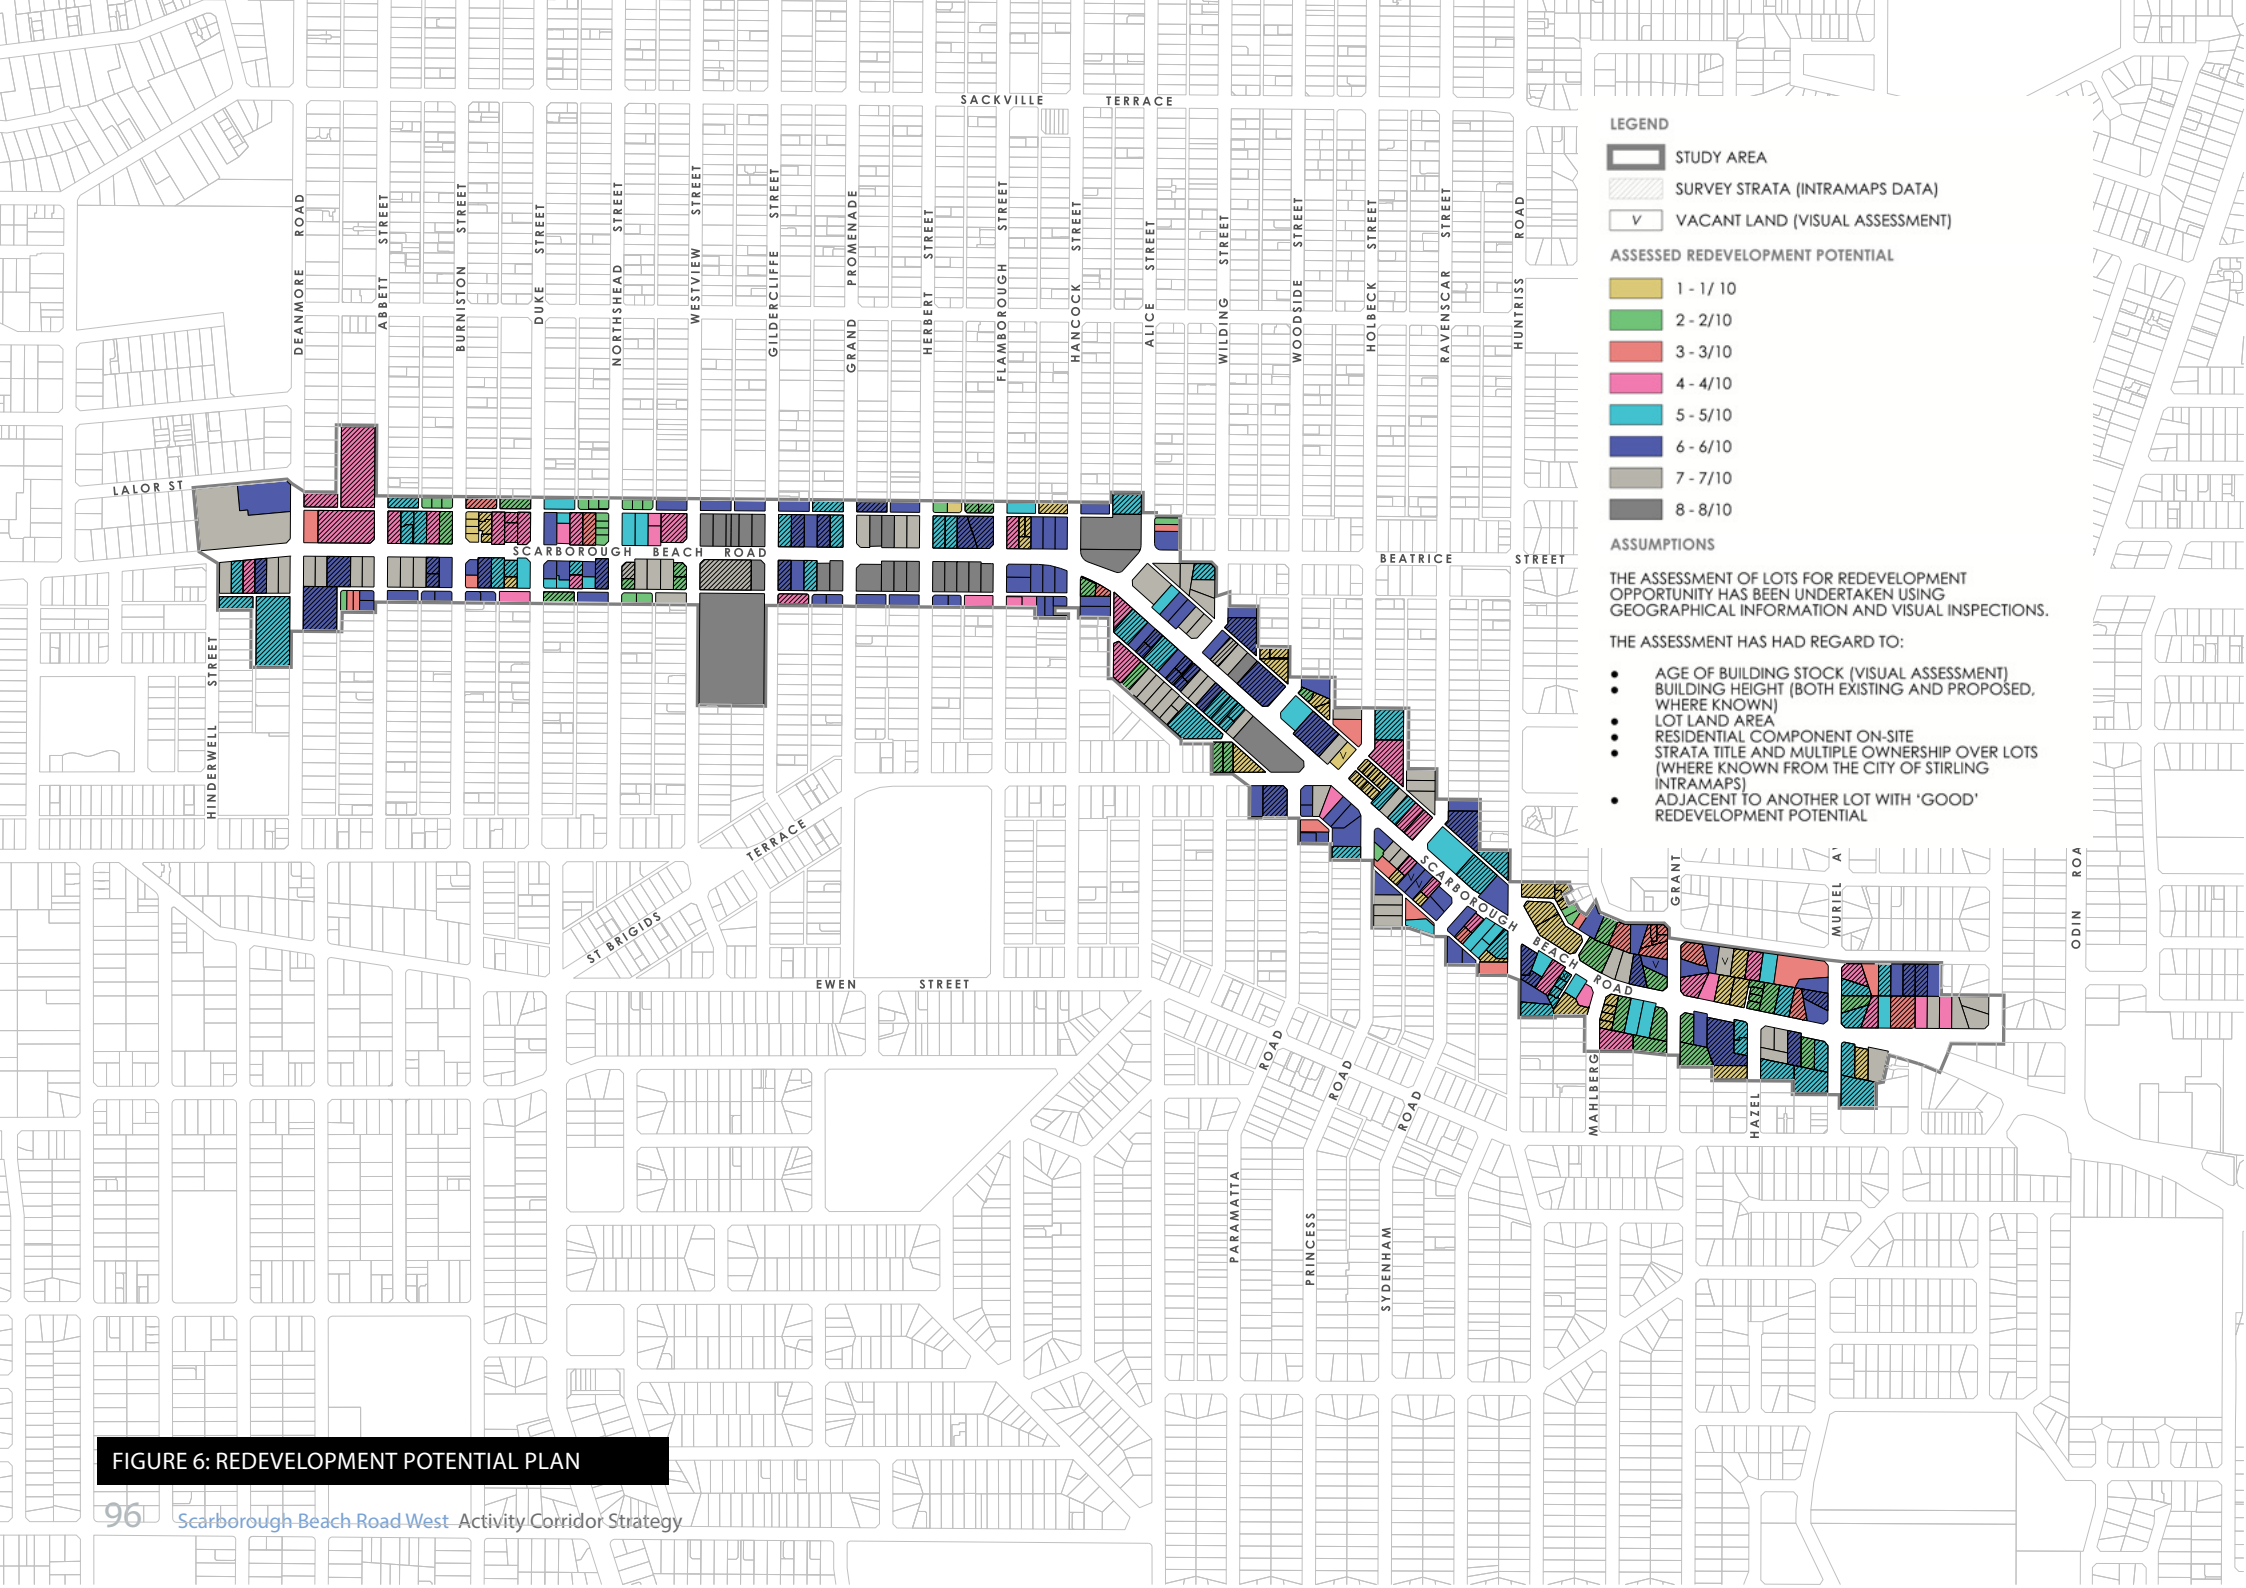 SACKVILLE TERRACE
LEGEND
STUDY AREA
SURVEY STRATA (INTRAMAPS DATA)
V VACANT LAND (VISUAL ASSESSMENT)
ASSESSED REDEVELOPMENT POTENTIAL
1 - 1/ 10
2 - 2/10
3 - 3/10
4 - 4/10
5 - 5/10
6 - 6/10
7 - 7/10
8 - 8/10
ASSUMPTIONS
THE ASSESSMENT OF LOTS FOR REDEVELOPMENT
OPPORTUNITY HAS BEEN UNDERTAKEN USING
GEOGRAPHICAL INFORMATION AND VISUAL INSPECTIONS.
THE ASSESSMENT HAS HAD REGARD TO:
• AGE OF BUILDING STOCK (VISUAL ASSESSMENT)
• BUILDING HEIGHT (BOTH EXISTING AND PROPOSED,
WHERE KNOWN)
• LOT LAND AREA
• RESIDENTIAL COMPONENT ON-SITE
• STRATA TITLE AND MULTIPLE OWNERSHIP OVER LOTS
(WHERE KNOWN FROM THE CITY OF STIRLING
INTRAMAPS)
• ADJACENT TO ANOTHER LOT WITH ‘GOOD’
REDEVELOPMENT POTENTIAL
DEANMORE ROAD
ABBETT STREET
BURNISTON STREET
DUKE STREET
NORTHSHEAD STREET
WESTVIEW STREET
GILDERCLIFFE STREET
GRAND PROMENADE
HERBERT STREET
FLAMBOROUGH STREET
HANCOCK STREET
ALICE STREET
WILDING STREET
WOODSIDE STREET
HOLBECK STREET
RAVENSCAR STREET
HUNTRISS ROAD
LALOR ST
SCARBOROUGH BEACH ROAD
BEATRICE STREET
HINDERWELL STREET
V
TERRACE
ST BRIGIDS
SCARBOROUGH
BEACH
ROAD
V
V
V
V
GRANT
MURIEL AV
ODIN ROA
EWEN STREET
ROAD
ROAD
ROAD
PARAMATTA
PRINCESS
SYDENHAM
MAHLBERG
HAZEL
FIGURE 6: REDEVELOPMENT POTENTIAL PLAN
96 Scarborough Beach Road West Activity Corridor Strategy